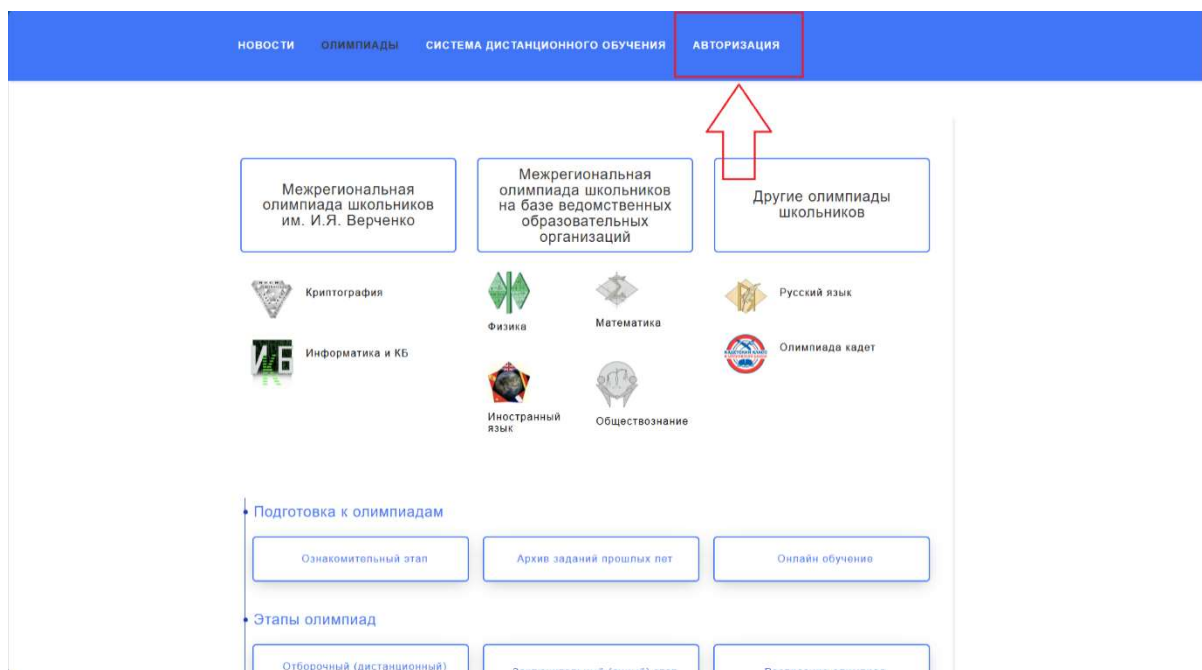 НОВОСТИ ОЛИМПИАДЫ СИСТЕМА ДИСТАНЦИОННОГО ОБУЧЕНИЯ АВТОРИЗАЦИЯ
Межрегиональная
олимпиада школьников
им. И.Я. Верченко
Межрегиональная
олимпиада школьников
на базе ведомственных
образовательных
организаций
Другие олимпиады
школьников
Криптография
Информатика и КБ
Физика
Математика
Иностранный
язык
Обществознание
Русский язык
Олимпиада кадет
Подготовка к олимпиадам
Ознакомительный этап
Архив заданий прошлых лет
Онлайн обучение
Этапы олимпиад
Отборочный (дистанционный)